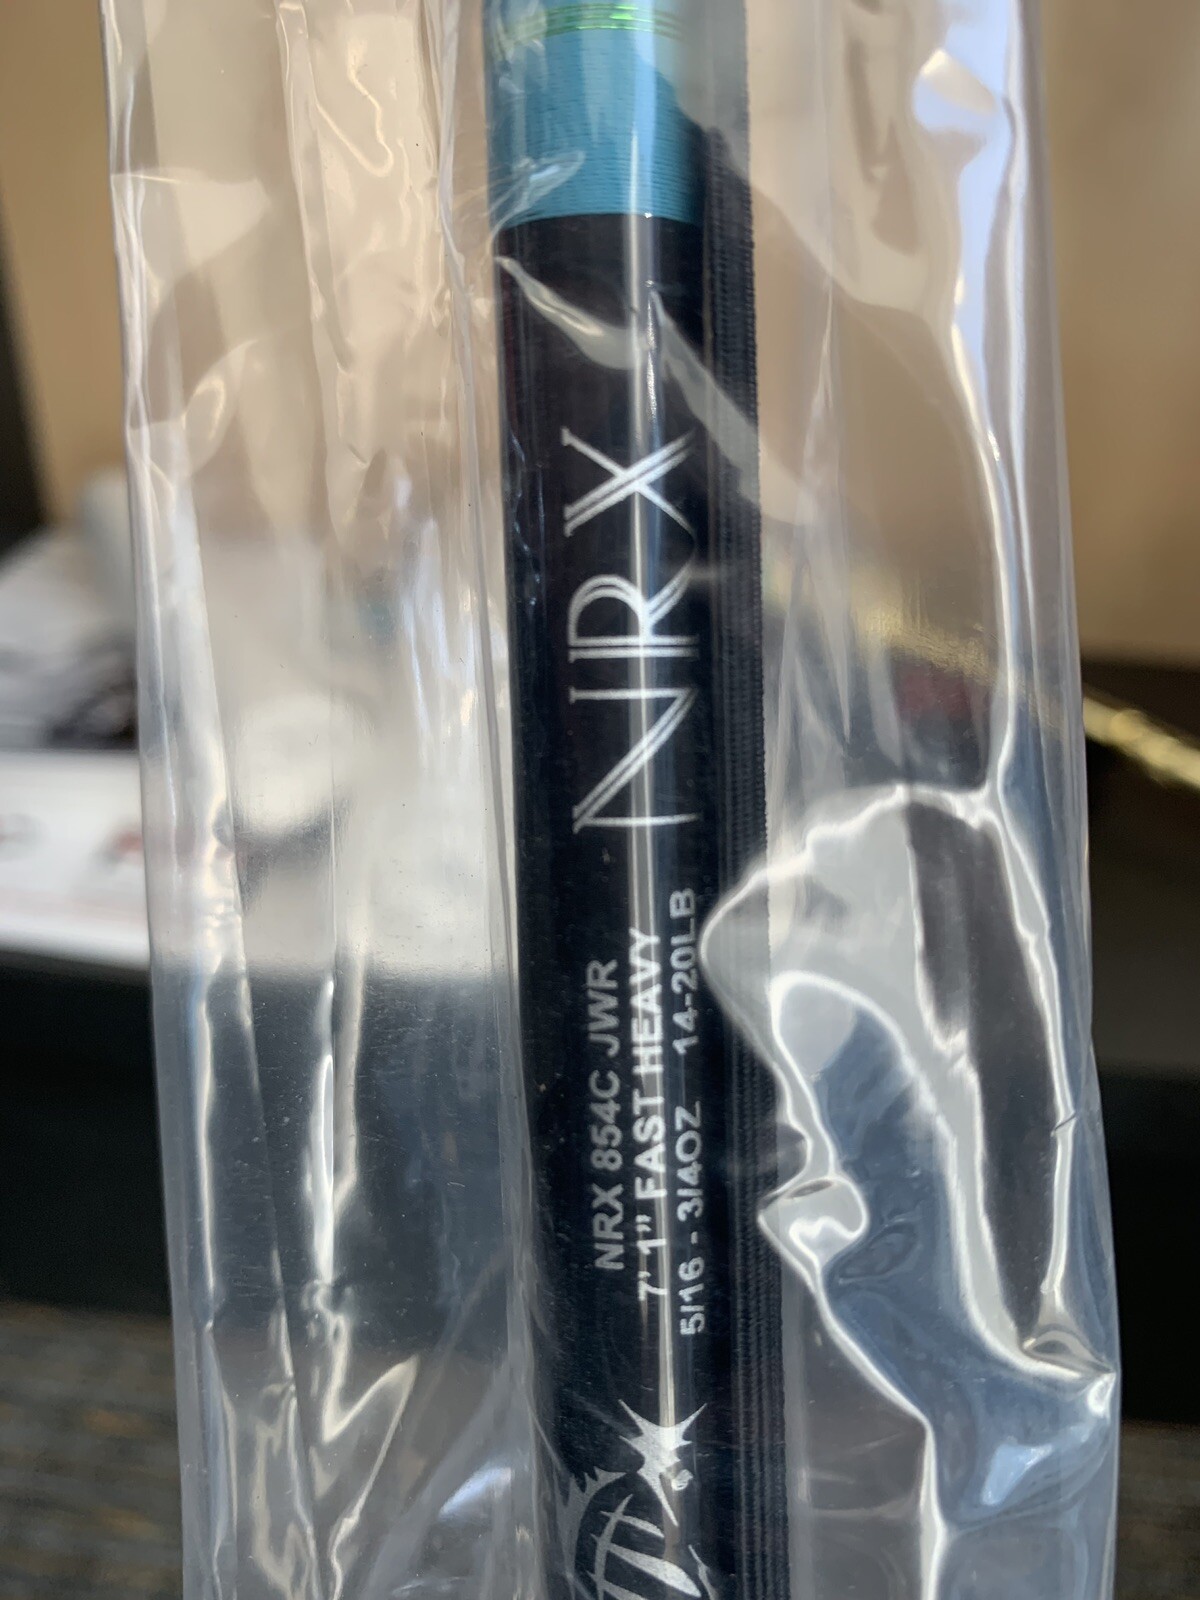 NRX
NRX 854C JWR
7' 1" FAST HEAVY
5/16 - 3/4OZ 14-20LB